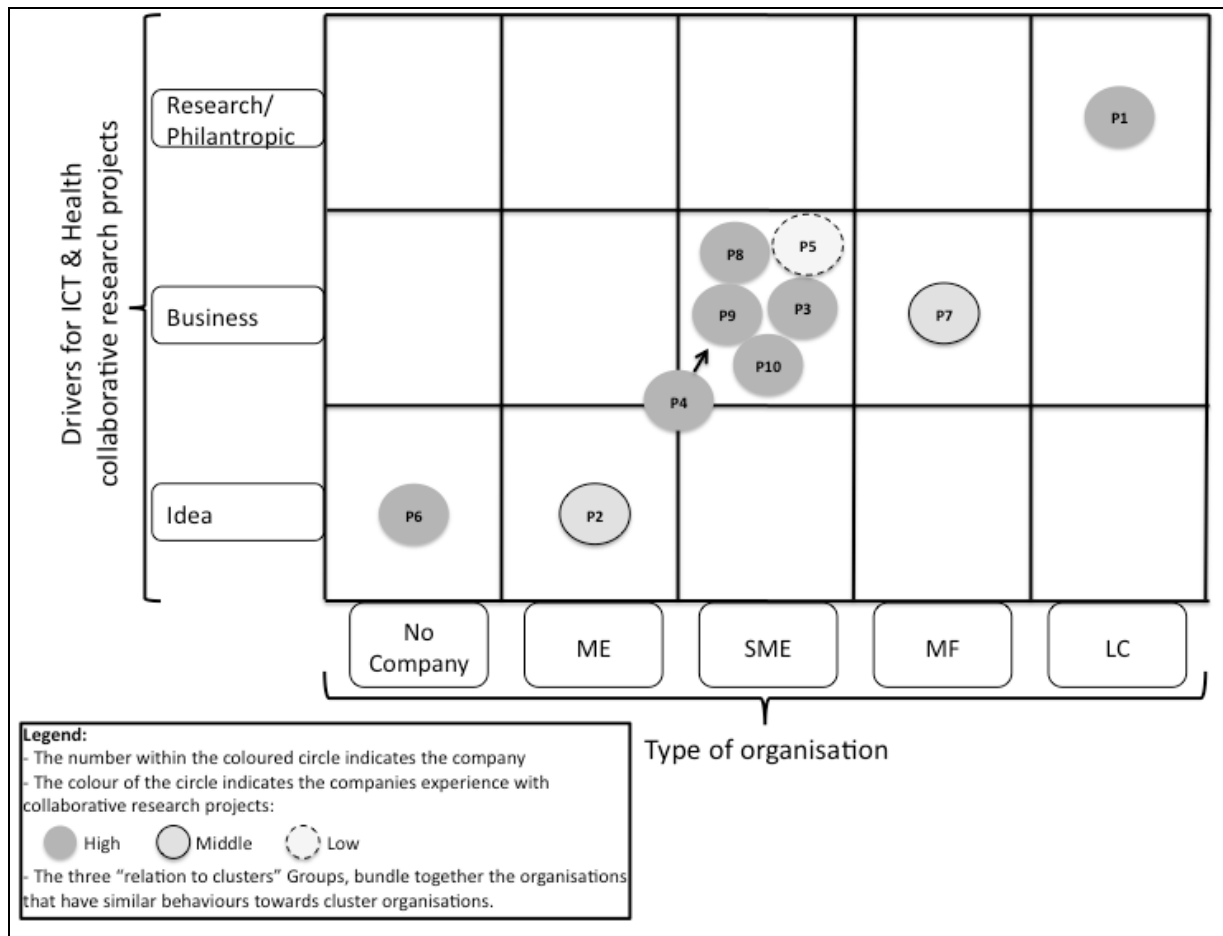 Drivers for ICT & Health
collaborative research projects
Research/
Philantropic
P1
P8
P5
Business
P9
P3
P7
P10
P4
Idea
P6
P2
No
Company
ME
SME
MF
LC
Type of organisation
Legend:
- The number within the coloured circle indicates the company
- The colour of the circle indicates the companies experience with
collaborative research projects:
High
Middle
Low
- The three “relation to clusters” Groups, bundle together the organisations
that have similar behaviours towards cluster organisations.